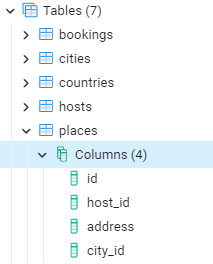 Tables (7)
bookings
cities
countries
hosts
places
Columns (4)
id
host_id
address
city_id